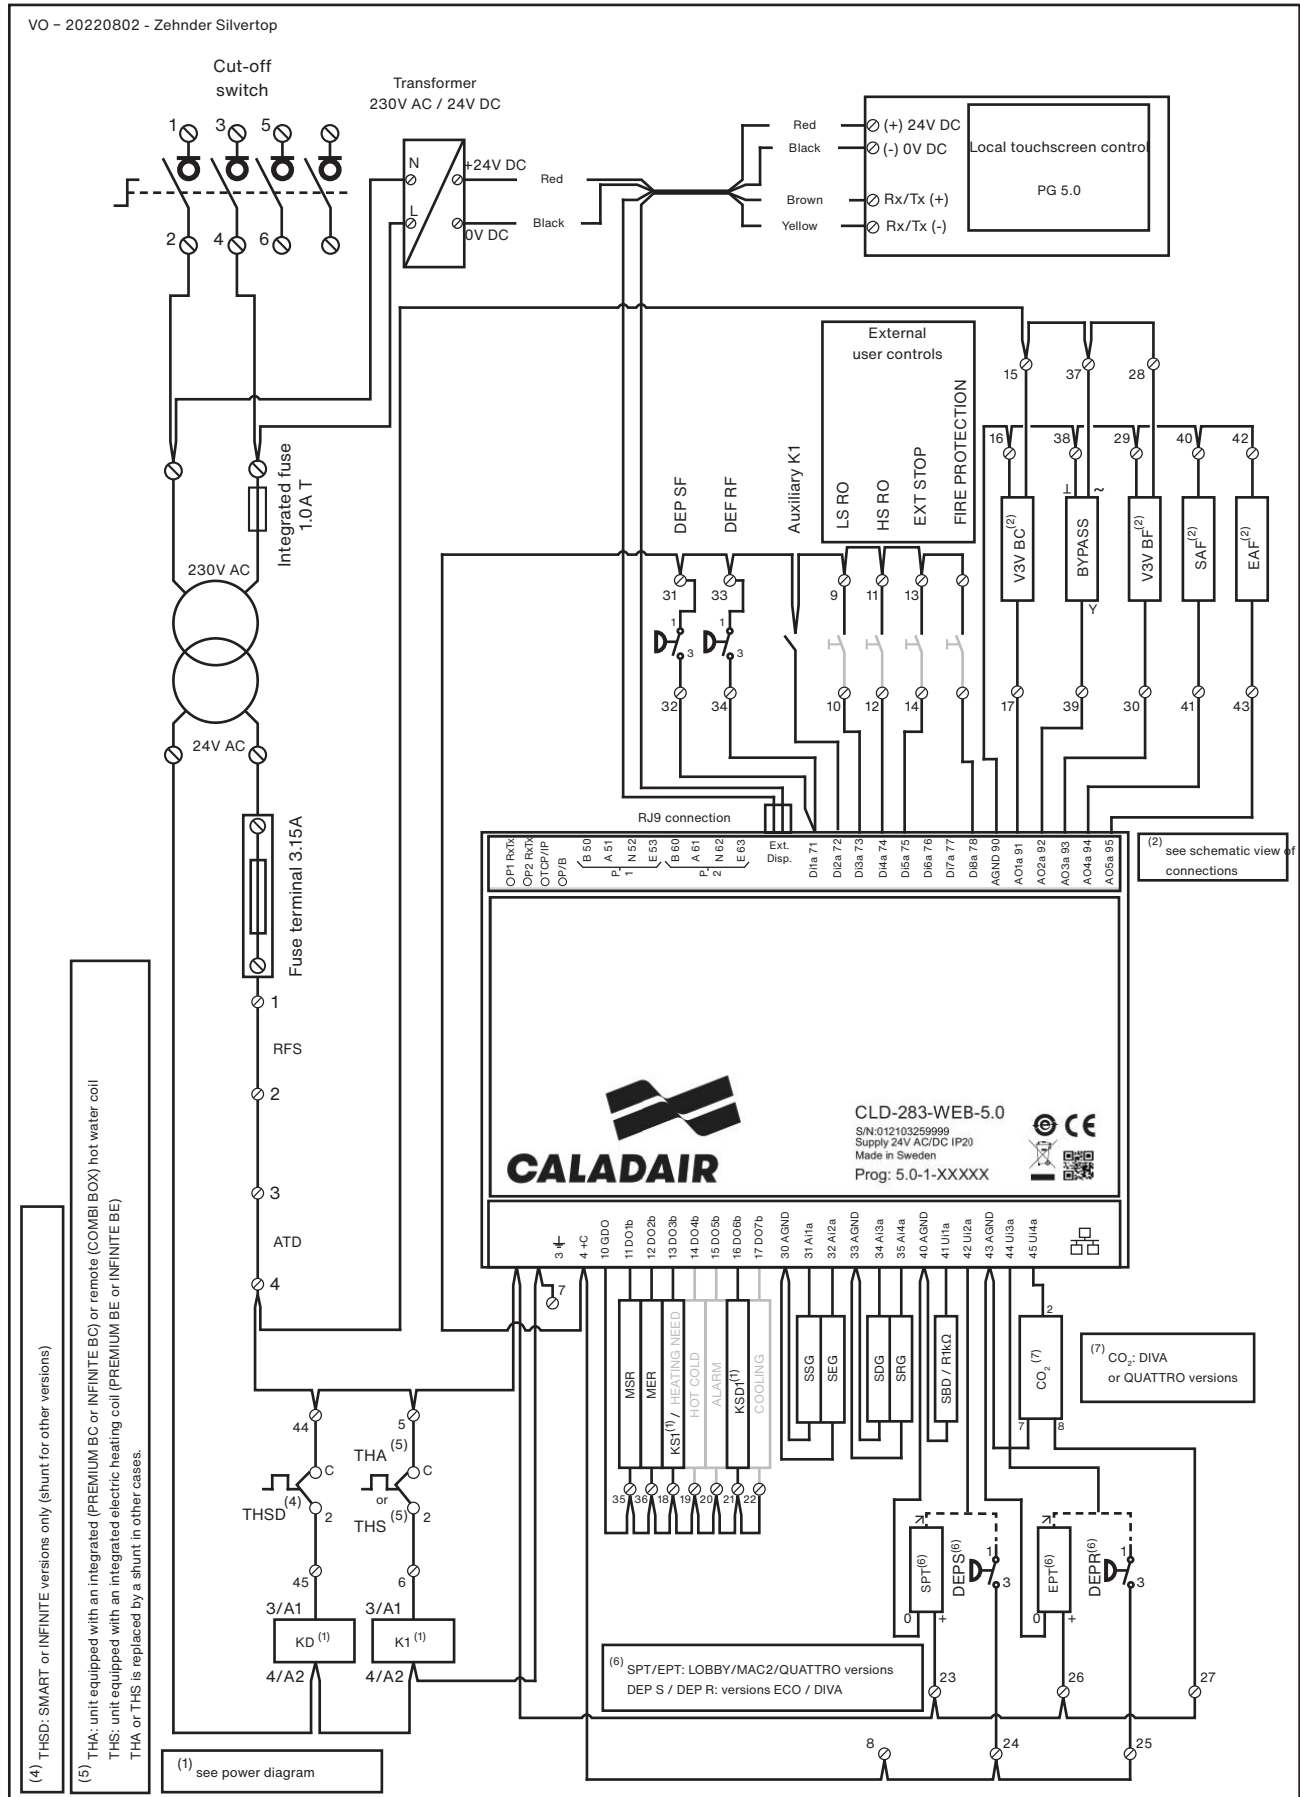 VO – 20220802 - Zehnder Silvertop
Cut-off
switch
1
3
5
2
4
6
Transformer
230V AC / 24V DC
N
L
+24V DC
0V DC
Red
Black
Red
Black
Brown
Yellow
(+) 24V DC
(-) 0V DC
Rx/Tx (+)
Rx/Tx (-)
Local touchscreen control
PG 5.0
Integrated fuse
1.0A T
230V AC
24V AC
Fuse terminal 3.15A
1
RFS
2
3
ATD
4
External
user controls
DEP SF
DEF RF
Auxiliary K1
LS RO
HS RO
EXT STOP
FIRE PROTECTION
15
37
28
16
38
29
40
42
31
33
9
11
13
1
3
1
3
V3V BC (2)
⊥
~
BYPASS
Y
V3V BF (2)
SAF (2)
EAF (2)
32
34
10
12
14
17
39
30
41
43
RJ9 connection
OP1 RxTx
OP2 RxTx
OTCP/IP
OP/B
B 50
A 51
N 52
E 53
P.
1
B 60
A 61
N 62
E 63
P.
2
Ext.
Disp.
DI1a 71
Di2a 72
Di3a 73
Di4a 74
Di5a 75
Di6a 76
Di7a 77
Di8a 78
AGND 90
AO1a 91
AO2a 92
AO3a 93
AO4a 94
AO5a 95
(2) see schematic view of
connections
CALADAIR
CLD-283-WEB-5.0
S/N:012103259999
Supply 24V AC/DC IP20
Made in Sweden
Prog: 5.0-1-XXXXX
e
CE
3
4 +C
10 GDO
11 DO1b
12 DO2b
13 DO3b
14 DO4b
15 DO5b
16 DO6b
17 DO7b
30 AGND
31 Ai1a
32 Ai2a
33 AGND
34 Ai3a
35 Ai4a
40 AGND
41 Ui1a
42 Ui2a
43 AGND
44 Ui3a
45 Ui4a
7
MSR
MER
KS1(1) / HEATING NEED
HOT COLD
ALARM
KSD1(1)
COOLING
35
36
18
19
20
21
22
SSG
SEG
SDG
SRG
SBD / R1kΩ
2
CO2 (7)
7
8
(7) CO2: DIVA
or QUATTRO versions
44
5
THA
(5)
C
C
or
THSD (4)
THS
(5)
2
2
45
6
3/A1
3/A1
KD (1)
K1 (1)
4/A2
4/A2
SPT(6)
0
+
DEPS(6)
1
3
EPT(6)
0
+
DEPR(6)
1
3
(6) SPT/EPT: LOBBY/MAC2/QUATTRO versions
DEP S / DEP R: versions ECO / DIVA
23
26
27
8
24
25
(1) see power diagram
(4) THSD: SMART or INFINITE versions only (shunt for other versions)
(5) THA: unit equipped with an integrated (PREMIUM BC or INFINITE BC) or remote (COMBI BOX) hot water coil
THS: unit equipped with an integrated electric heating coil (PREMIUM BE or INFINITE BE)
THA or THS is replaced by a shunt in other cases.